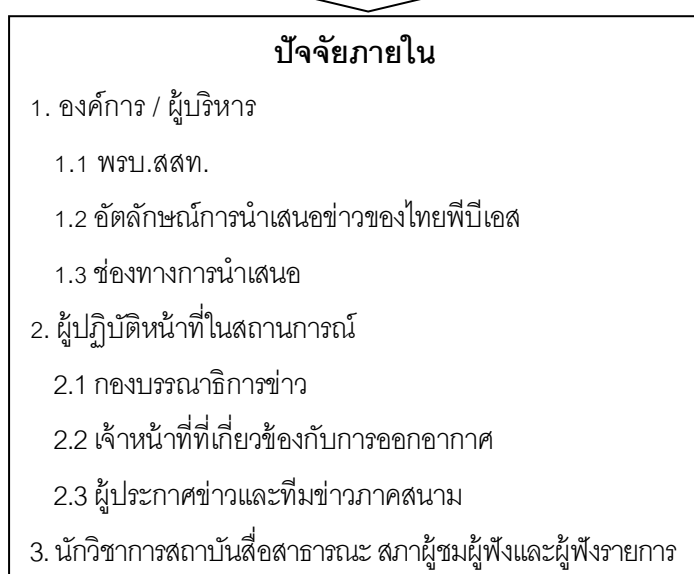 ปัจจัยภายใน
1. องค์การ / ผู้บริหาร
1.1 พรบ.สสท.
1.2 อัตลักษณ์การนำเสนอข่าวของไทยพีบีเอส
1.3 ช่องทางการนำเสนอ
2. ผู้ปฏิบัติหน้าที่ในสถานการณ์
2.1 กองบรรณาธิการข่าว
2.2 เจ้าหน้าที่ที่เกี่ยวข้องกับการออกอากาศ
2.3 ผู้ประกาศข่าวและทีมข่าวภาคสนาม
3. นักวิชาการสถาบันสื่อสาธารณะ สภาผู้ชมผู้ฟังและผู้ฟังรายการ